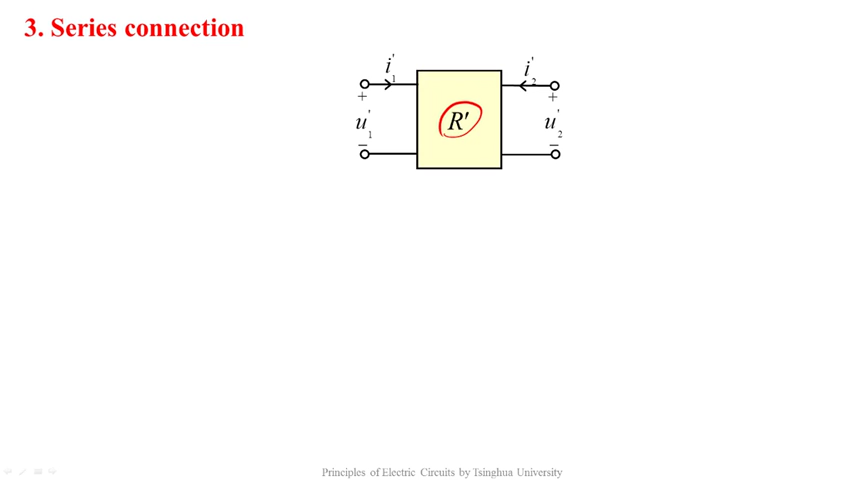 3. Series connection
i'1
i'2
+
+
u'1
R'
u'2
−
−
Principles of Electric Circuits by Tsinghua University